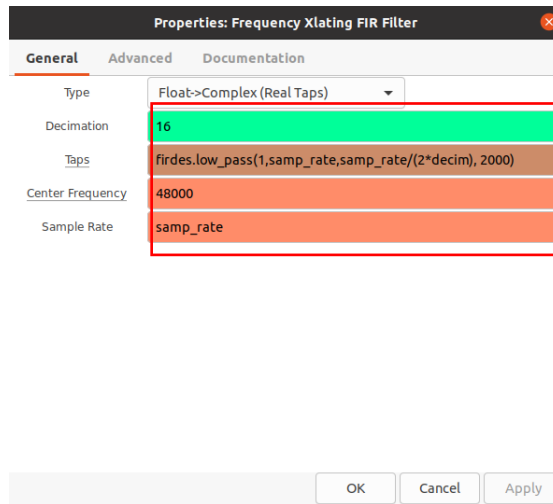 Properties: Frequency Xlating FIR Filter
General Advanced Documentation
Type Float->Complex (Real Taps)
Decimation 16
Taps firdes.low_pass(1,samp_rate,samp_rate/(2*decim), 2000)
Center Frequency 48000
Sample Rate samp_rate
OK Cancel Apply